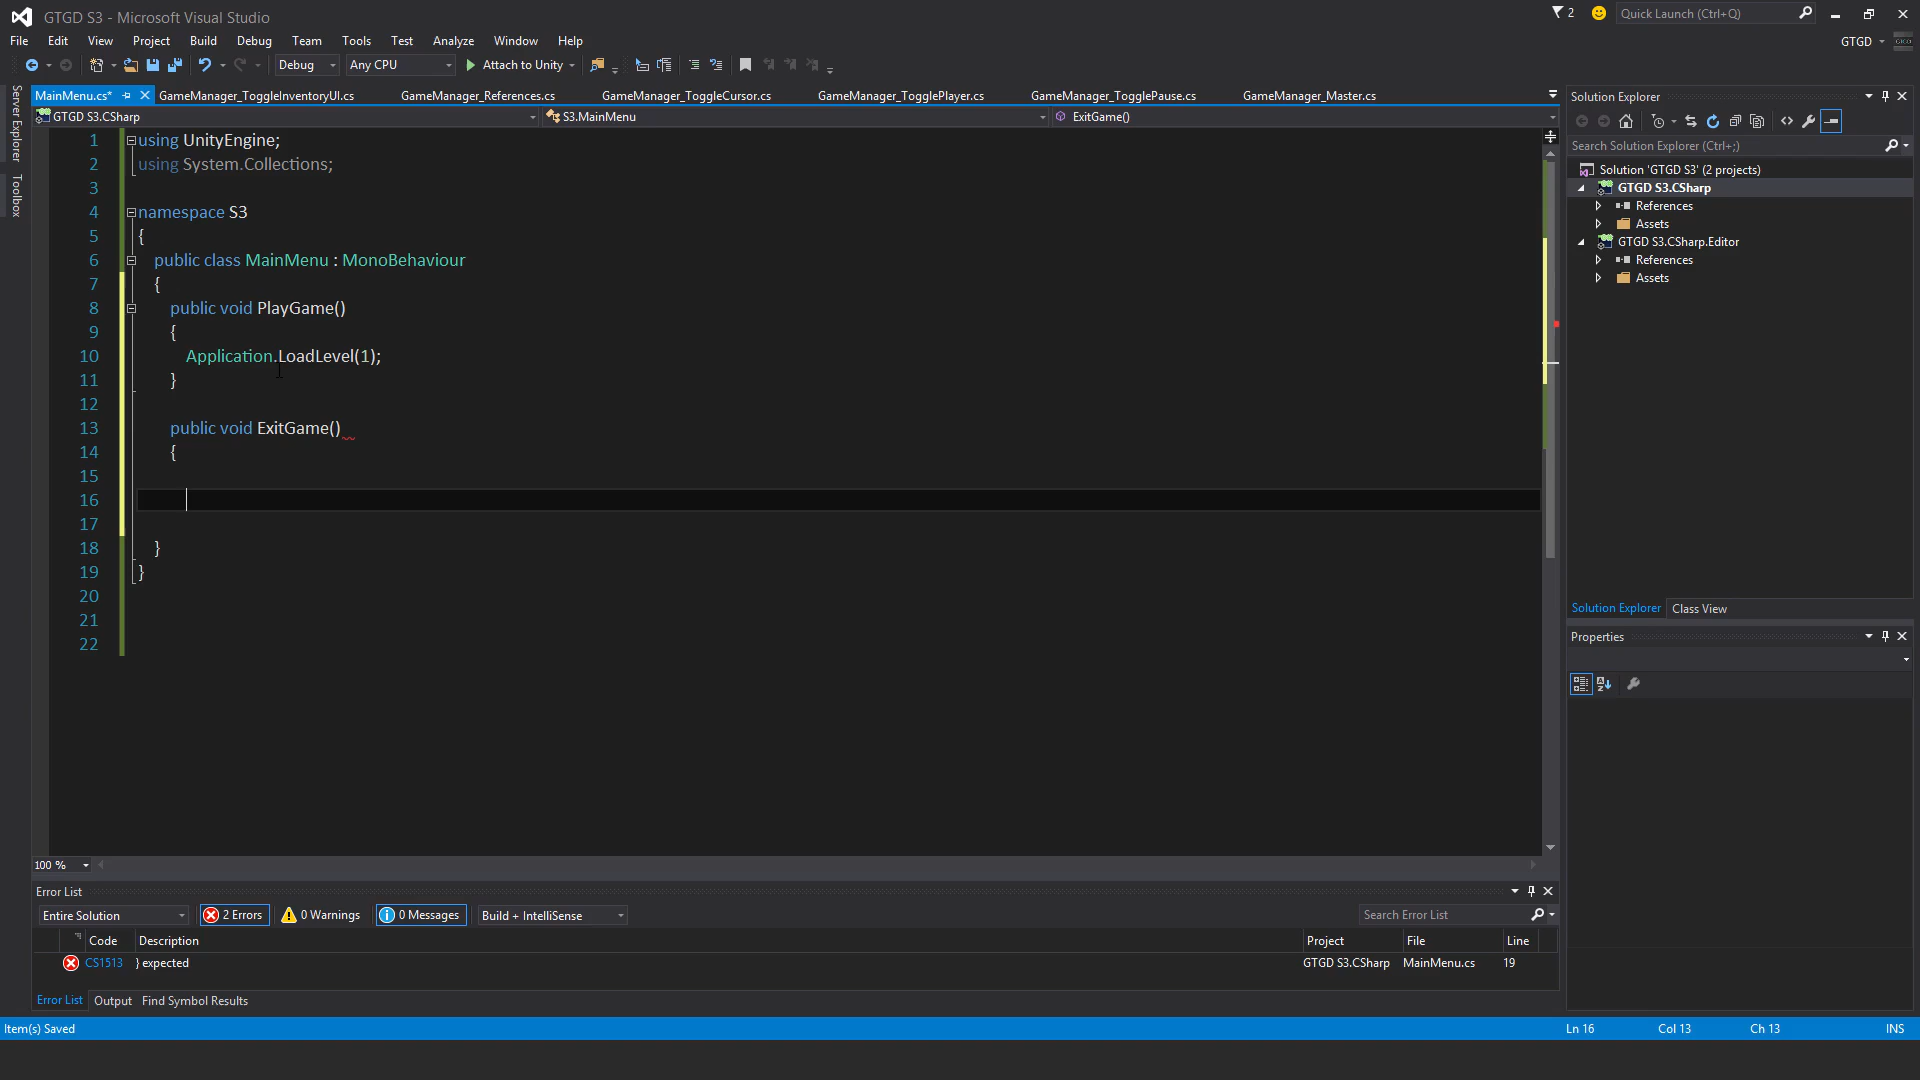 GTGD S3 - Microsoft Visual Studio
2
Quick Launch (Ctrl+Q)
File Edit View Project Build Debug Team Tools Test Analyze Window Help
GTGD
Debug Any CPU Attach to Unity
Server Explorer
Toolbox
MainMenu.cs* GameManager_ToggleInventoryUI.cs GameManager_References.cs GameManager_ToggleCursor.cs GameManager_TogglePlayer.cs GameManager_TogglePause.cs GameManager_Master.cs
GTGD S3.CSharp S3.MainMenu ExitGame()
1 using UnityEngine;
2 using System.Collections;
3
4 namespace S3
5 {
6 public class MainMenu : MonoBehaviour
7 {
8 public void PlayGame()
9 {
10 Application.LoadLevel(1);
11 }
12
13 public void ExitGame()
14 {
15
16
17
18 }
19 }
20
21
22
100 %
Solution Explorer
Search Solution Explorer (Ctrl+;)
Solution 'GTGD S3' (2 projects)
GTGD S3.CSharp
References
Assets
GTGD S3.CSharp.Editor
References
Assets
Solution Explorer Class View
Properties
Error List
Entire Solution 2 Errors 0 Warnings 0 Messages Build + IntelliSense Search Error List
Code Description Project File Line
CS1513 } expected GTGD S3.CSharp MainMenu.cs 19
Error List Output Find Symbol Results
Item(s) Saved Ln 16 Col 13 Ch 13 INS